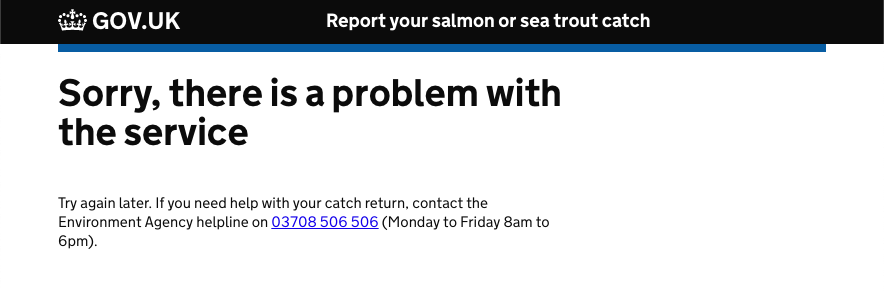 GOV.UK
Report your salmon or sea trout catch
Sorry, there is a problem with
the service
Try again later. If you need help with your catch return, contact the
Environment Agency helpline on 03708 506 506 (Monday to Friday 8am to
6pm).